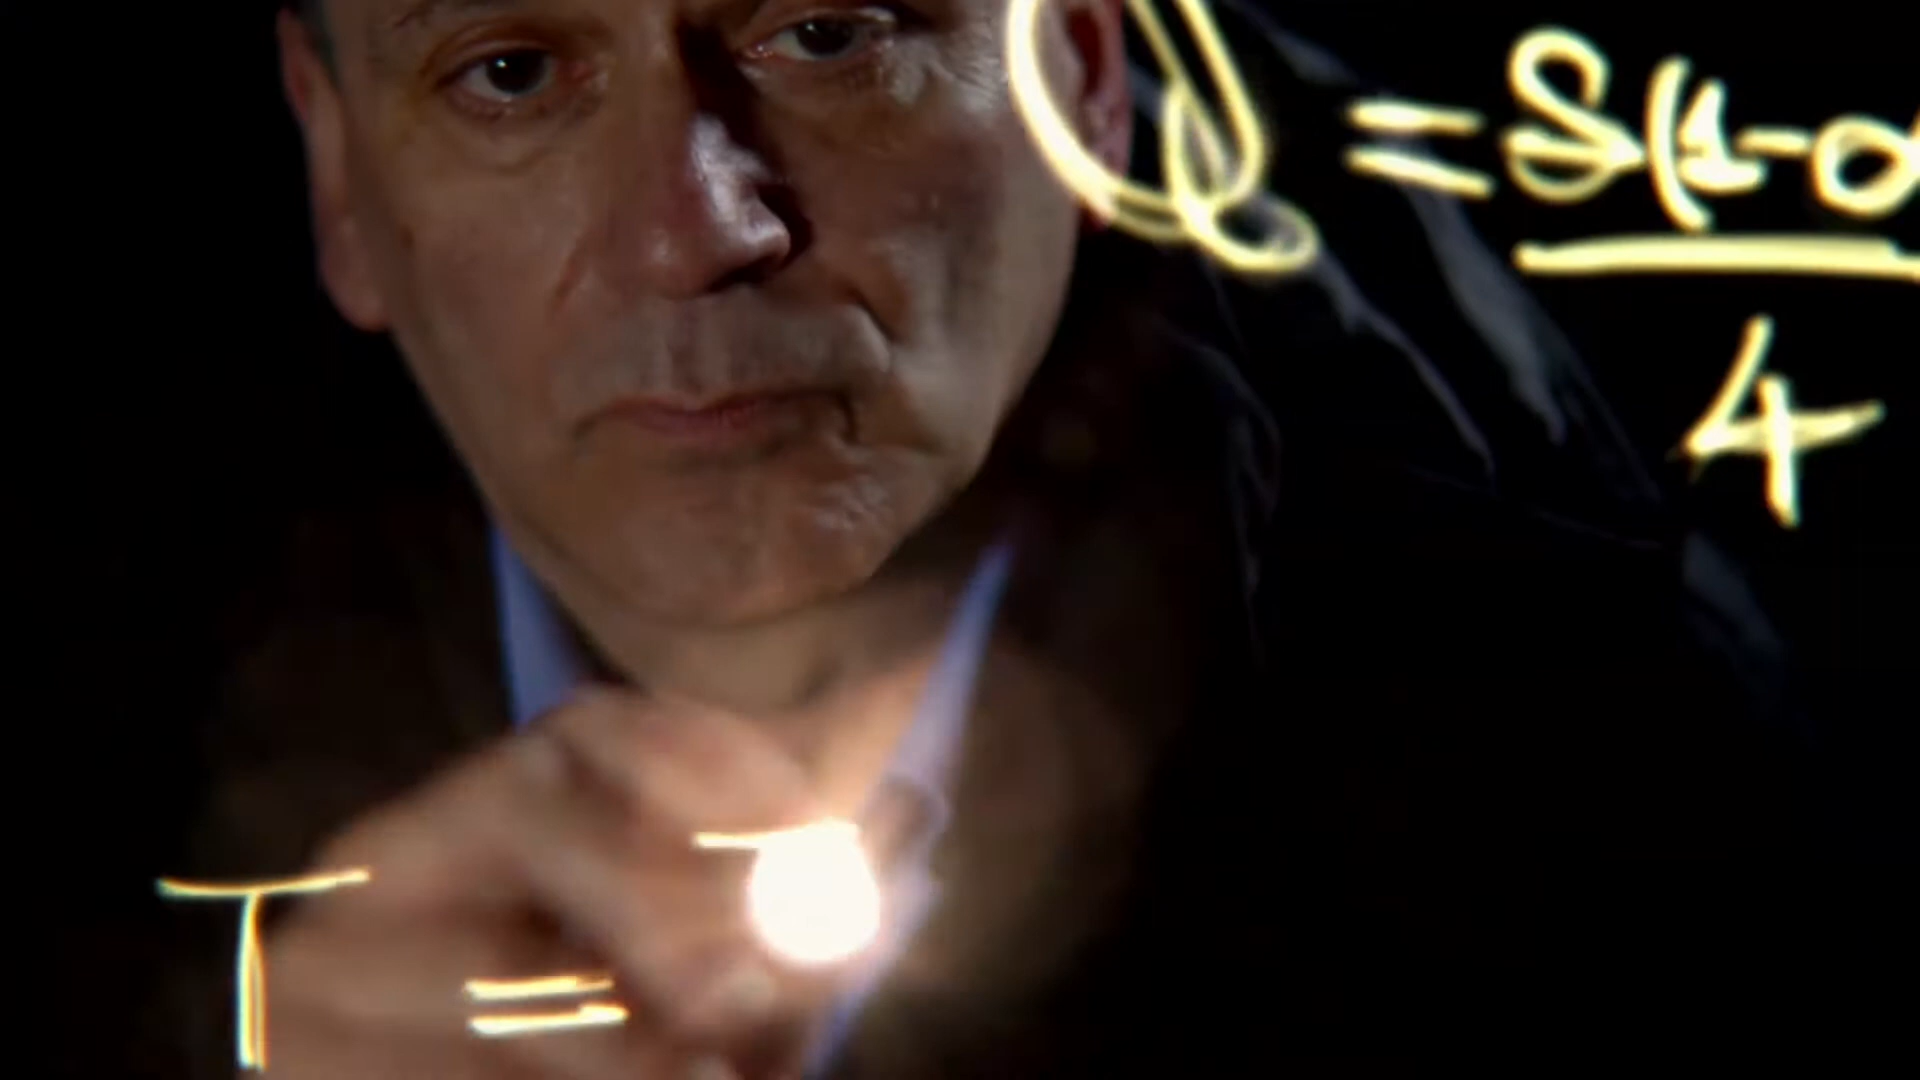 = S(1-α
4
T =